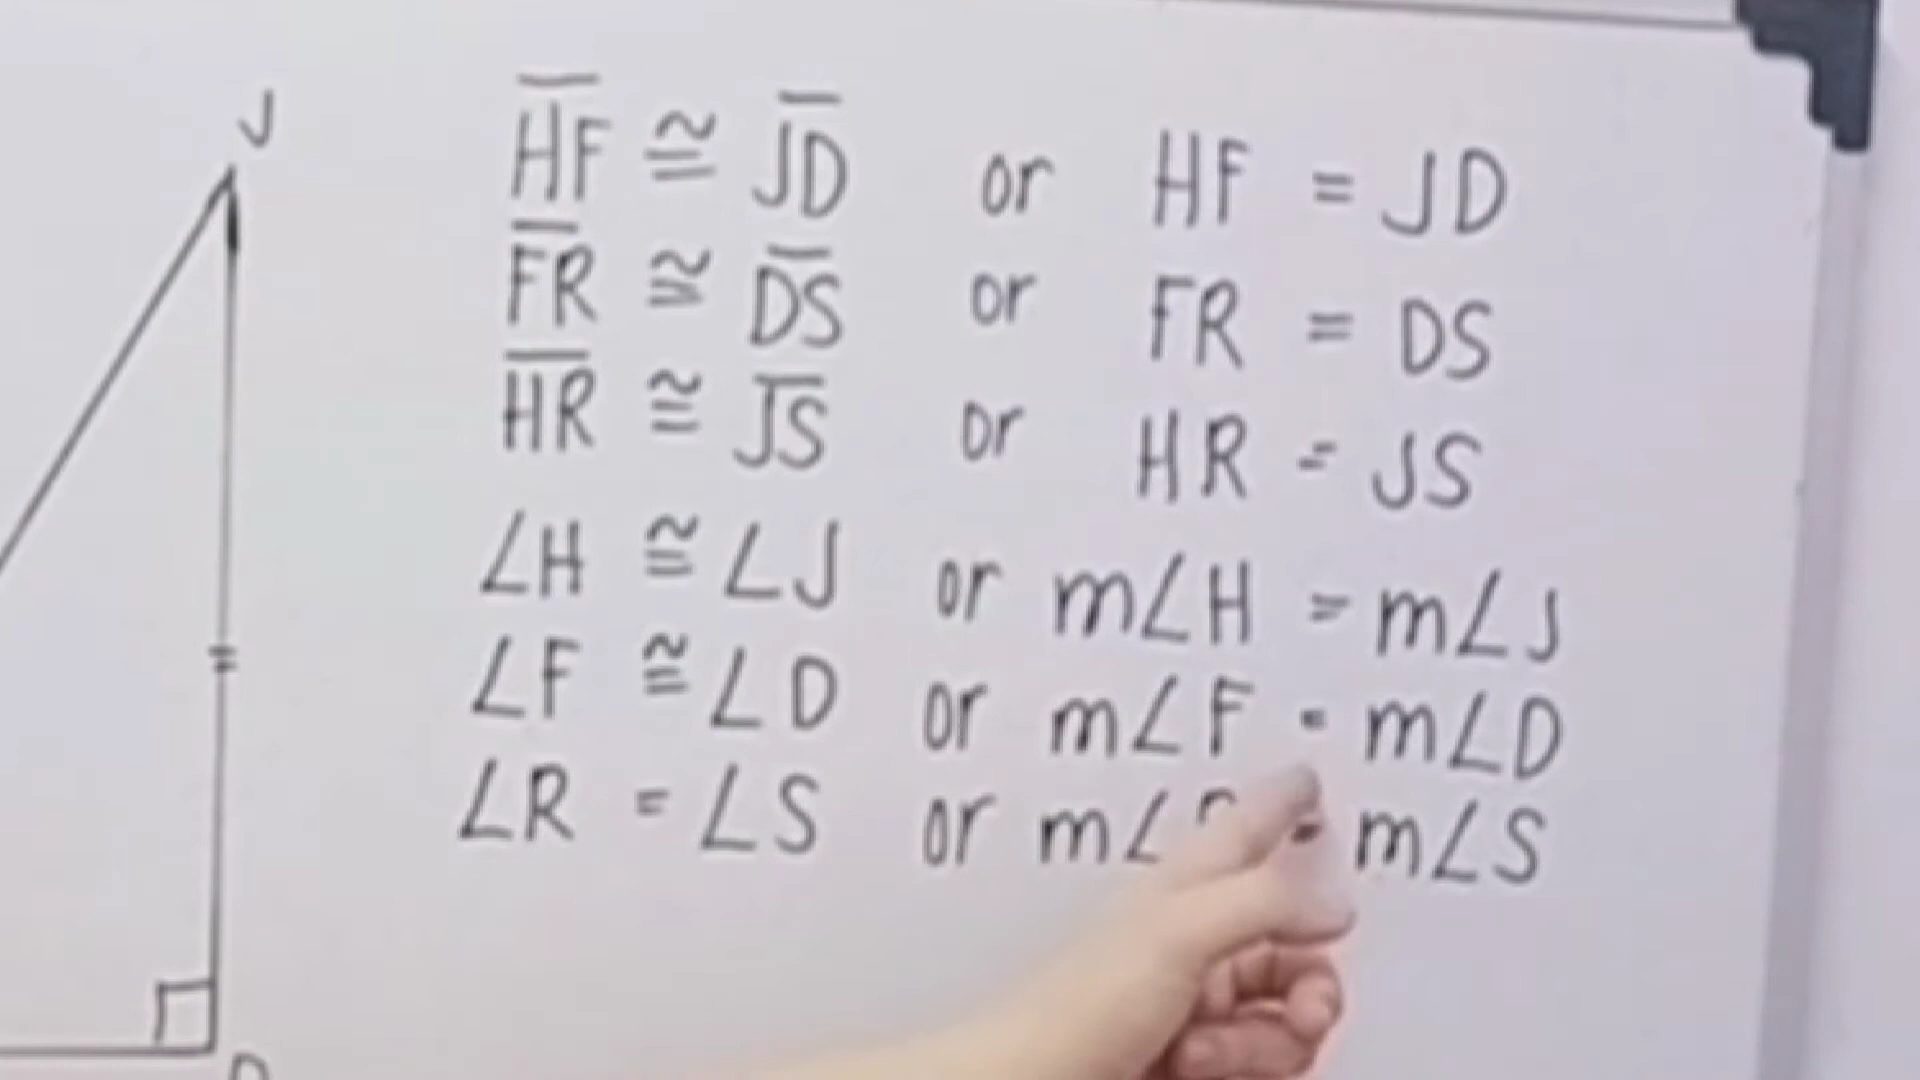 J
H̅F̅ ≅ J̅D̅ or HF = JD
F̅R̅ ≅ D̅S̅ or FR = DS
H̅R̅ ≅ J̅S̅ or HR = JS
∠H ≅ ∠J or m∠H = m∠J
∠F ≅ ∠D or m∠F = m∠D
∠R = ∠S or m∠ = m∠S